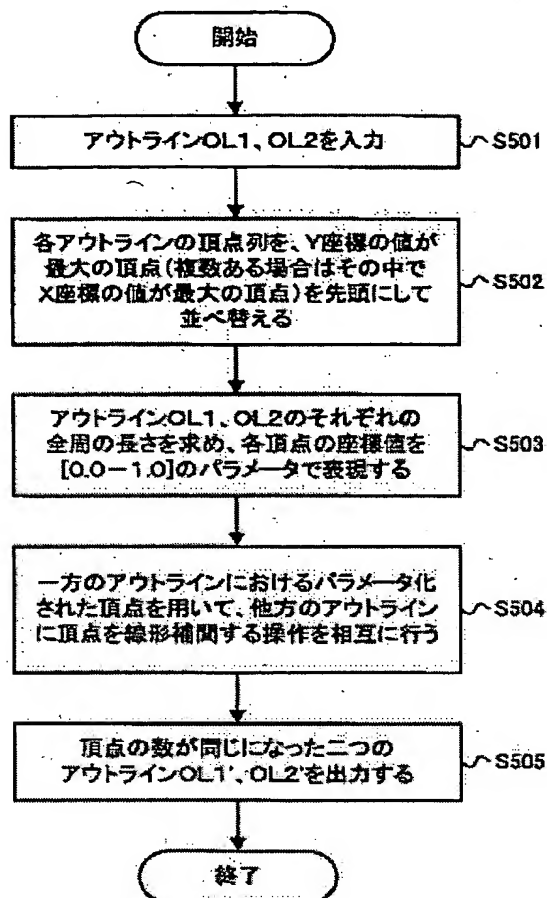 開始
アウトラインOL1、OL2を入力
S501
各アウトラインの頂点列を、Y座標の値が
最大の頂点(複数ある場合はその中で
X座標の値が最大の頂点)を先頭にして
並べ替える
S502
アウトラインOL1、OL2のそれぞれの
全周の長さを求め、各頂点の座標値を
[0.0-1.0]のパラメータで表現する
S503
一方のアウトラインにおけるパラメータ化
された頂点を用いて、他方のアウトライン
に頂点を線形補間する操作を相互に行う
S504
頂点の数が同じになった二つの
アウトラインOL1'、OL2'を出力する
S505
終了